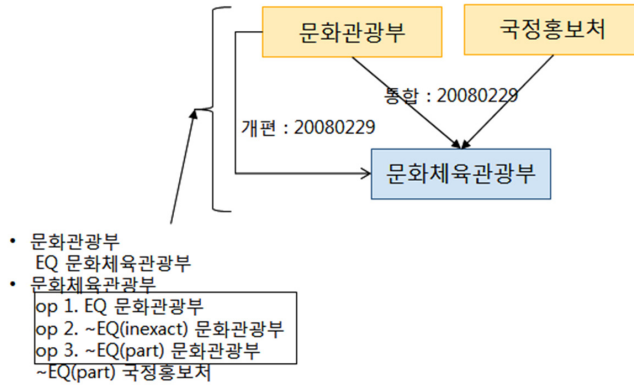 문화관광부
국정홍보처
통합 : 20080229
개편 : 20080229
문화체육관광부
• 문화관광부
EQ 문화체육관광부
• 문화체육관광부
op 1. EQ 문화관광부
op 2. ~EQ(inexact) 문화관광부
op 3. ~EQ(part) 문화관광부
~EQ(part) 국정홍보처